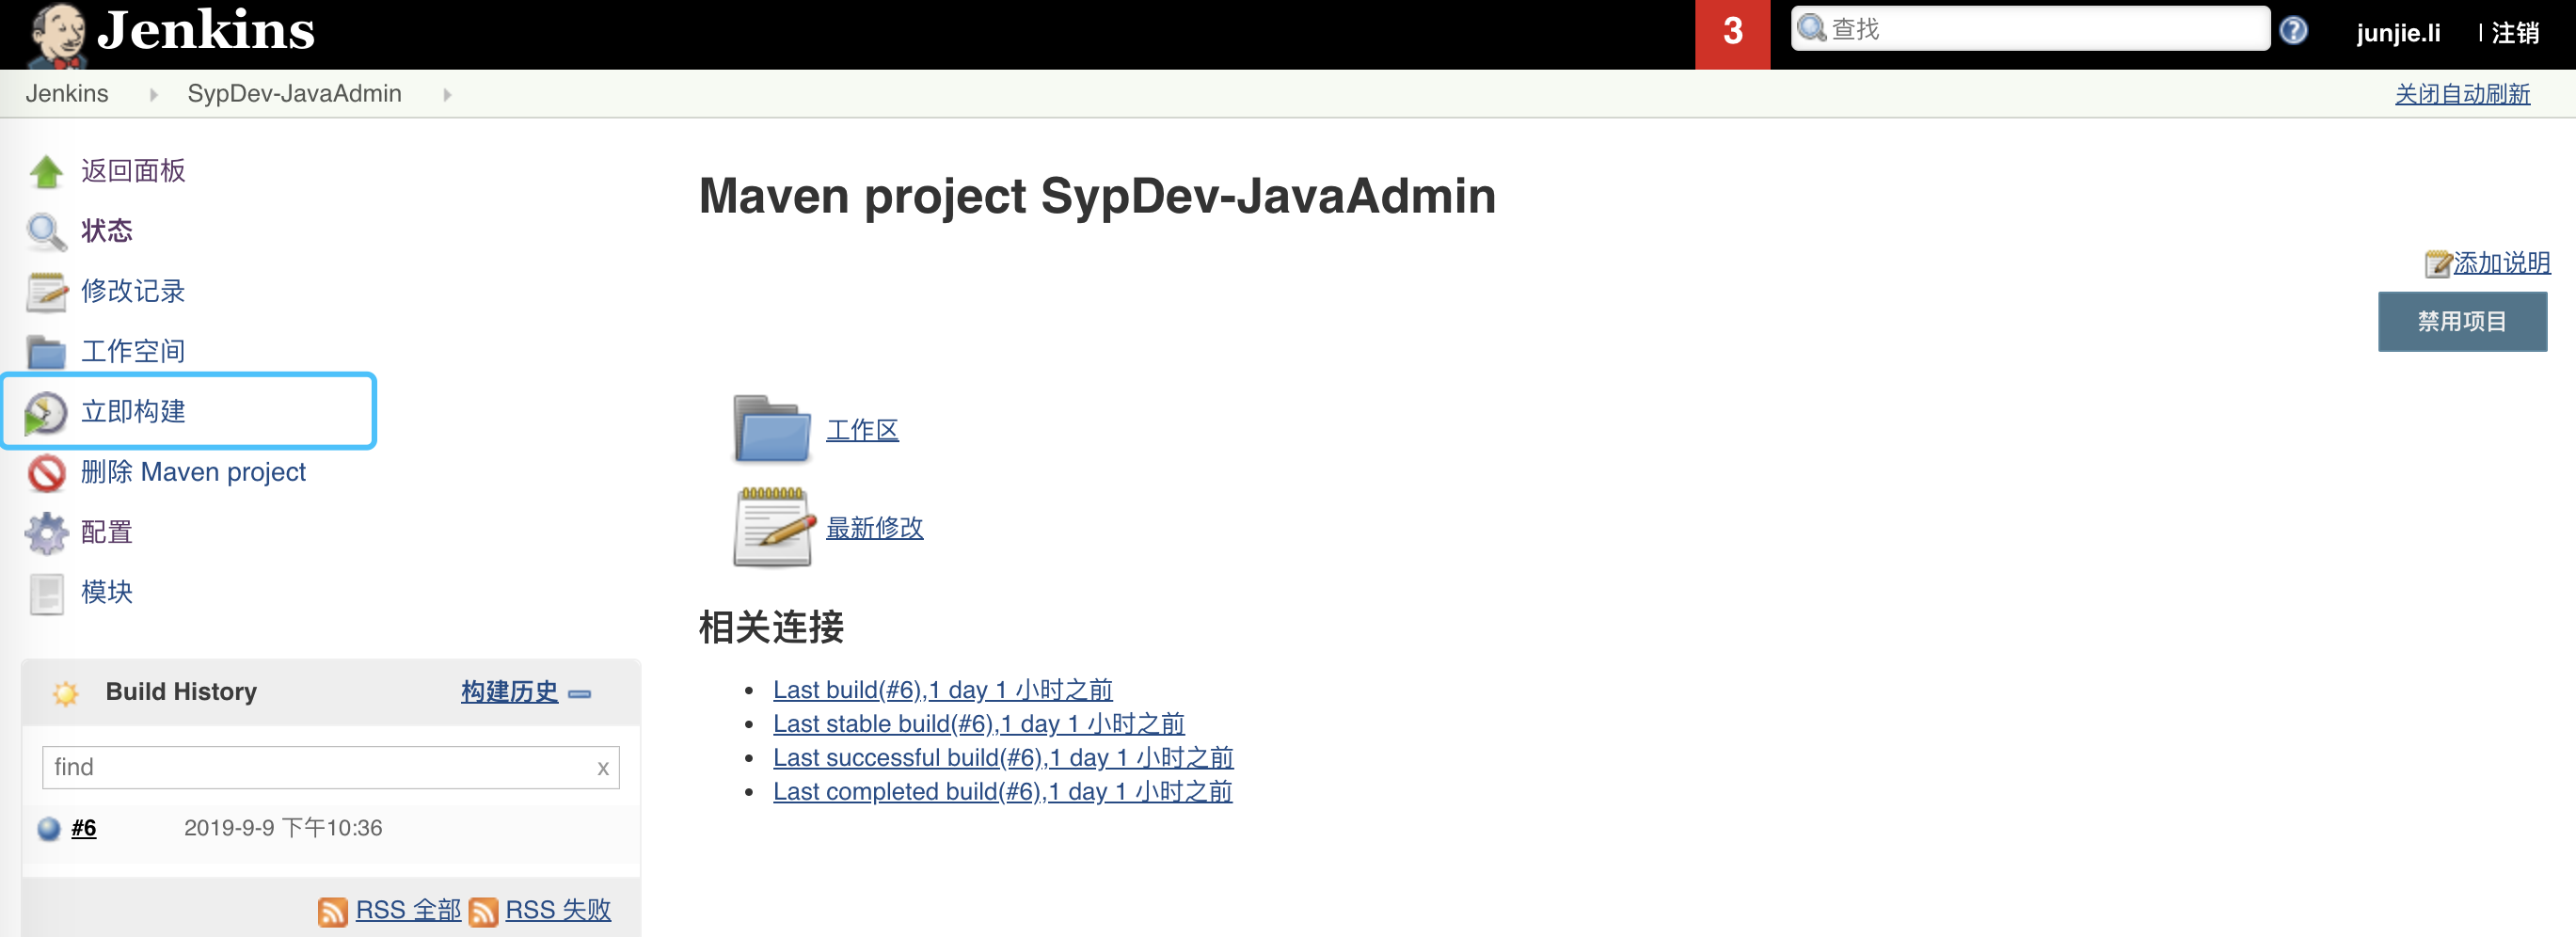 Jenkins
3
查找
junjie.li
| 注销
Jenkins
SypDev-JavaAdmin
关闭自动刷新
返回面板
状态
修改记录
工作空间
立即构建
删除 Maven project
配置
模块
Build History
构建历史
find
x
#6
2019-9-9 下午10:36
RSS 全部
RSS 失败
Maven project SypDev-JavaAdmin
添加说明
禁用项目
工作区
最新修改
相关连接
Last build(#6),1 day 1 小时之前
Last stable build(#6),1 day 1 小时之前
Last successful build(#6),1 day 1 小时之前
Last completed build(#6),1 day 1 小时之前